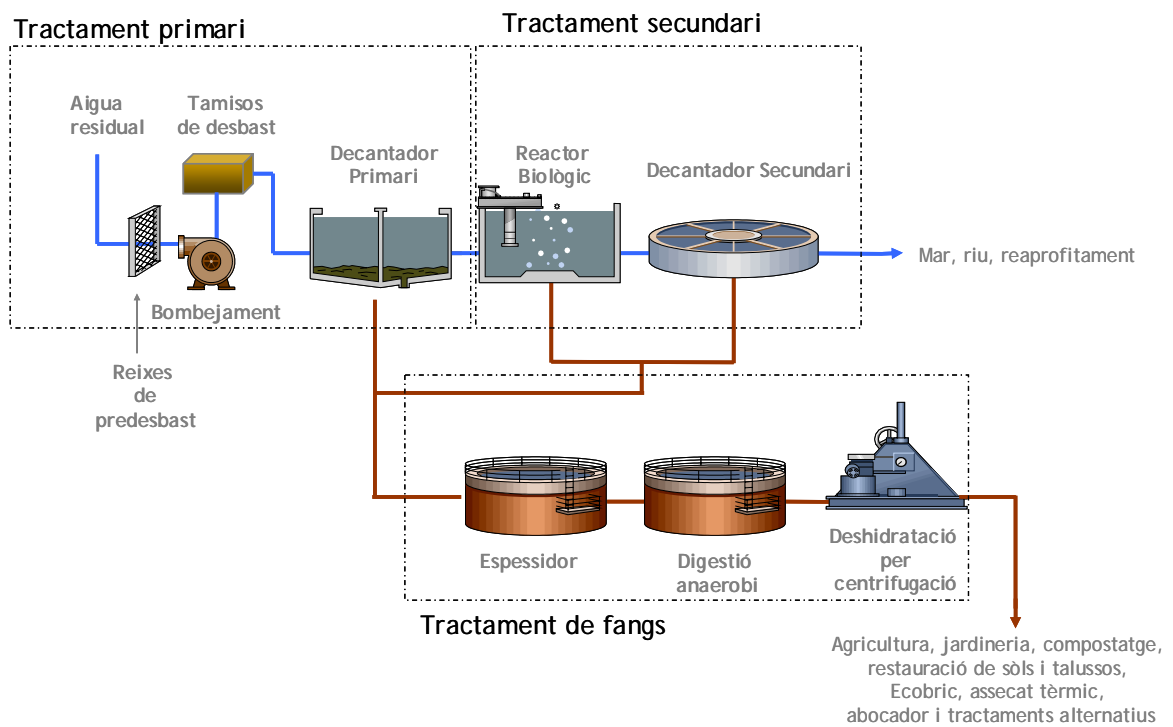 Tractament primari
Tractament secundari
Aigua
residual
Tamisos
de desbast
Decantador
Primari
Reactor
Biològic
Decantador Secundari
Mar, riu, reaprofitament
Bombejament
Reixes
de
predesbast
Espessidor
Digestió
anaerobi
Deshidratació
per
centrifugació
Tractament de fangs
Agricultura, jardineria, compostatge,
restauració de sòls i talussos,
Ecobric, assecat tèrmic,
abocador i tractaments alternatius